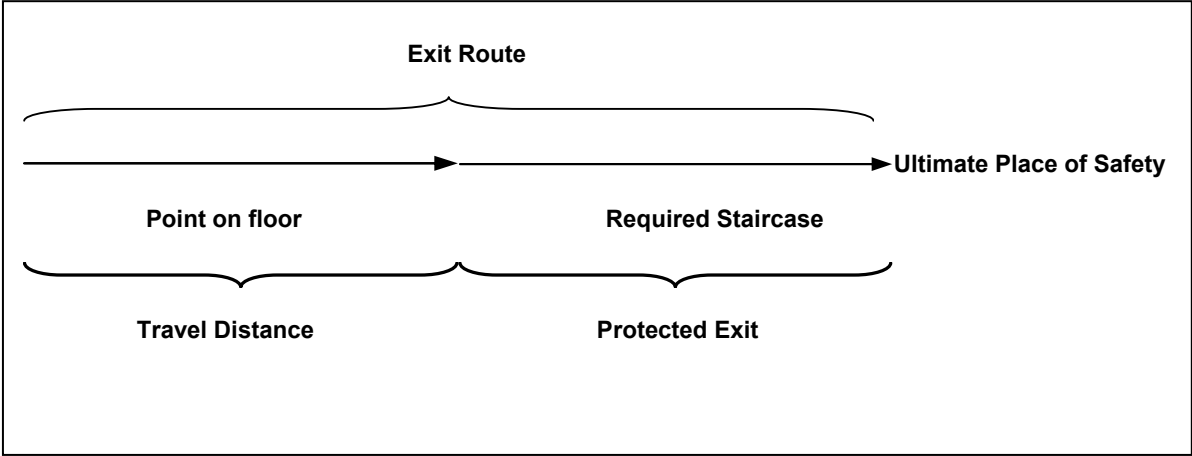 Exit Route
Ultimate Place of Safety
Point on floor
Required Staircase
Travel Distance
Protected Exit